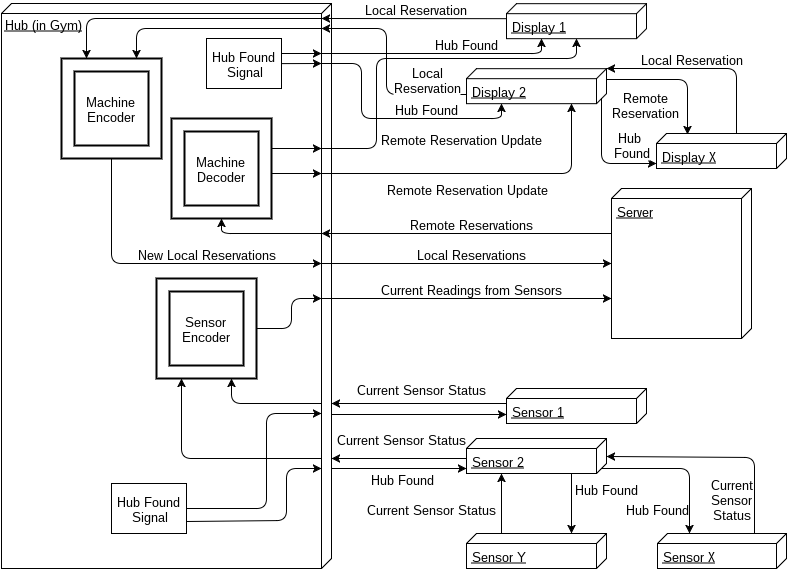 Local Reservation
Display 1
Hub (in Gym)
Hub Found
Hub Found
Signal
Local Reservation
Local
Reservation
Display 2
Remote
Reservation
Machine
Encoder
Hub Found
Hub
Found
Display X
Remote Reservation Update
Machine
Decoder
Remote Reservation Update
Server
Remote Reservations
New Local Reservations
Local Reservations
Current Readings from Sensors
Sensor
Encoder
Current Sensor Status
Sensor 1
Current Sensor Status
Sensor 2
Hub Found
Hub Found
Current
Sensor
Status
Hub Found
Signal
Current Sensor Status
Hub Found
Sensor Y
Sensor X